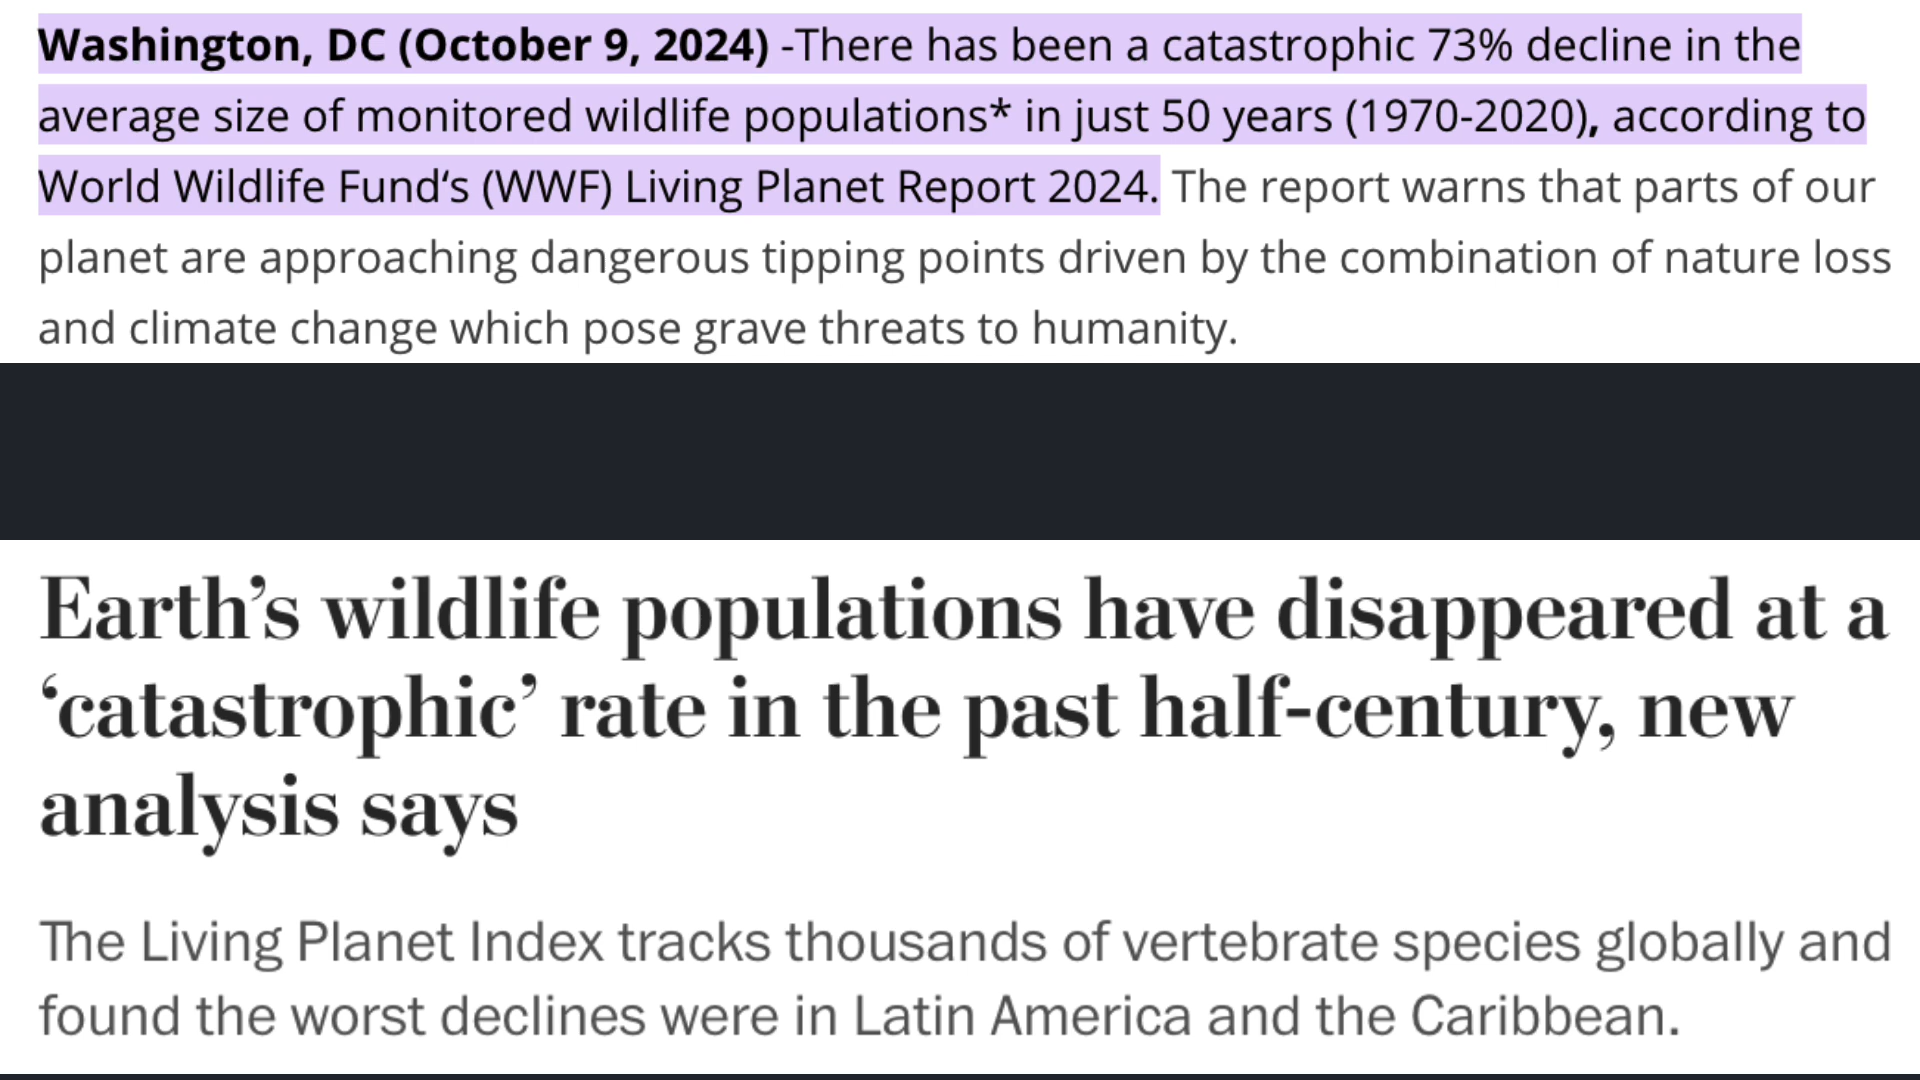 Washington, DC (October 9, 2024) -There has been a catastrophic 73% decline in the
average size of monitored wildlife populations* in just 50 years (1970-2020), according to
World Wildlife Fund‘s (WWF) Living Planet Report 2024. The report warns that parts of our
planet are approaching dangerous tipping points driven by the combination of nature loss
and climate change which pose grave threats to humanity.
Earth’s wildlife populations have disappeared at a
‘catastrophic’ rate in the past half-century, new
analysis says
The Living Planet Index tracks thousands of vertebrate species globally and
found the worst declines were in Latin America and the Caribbean.